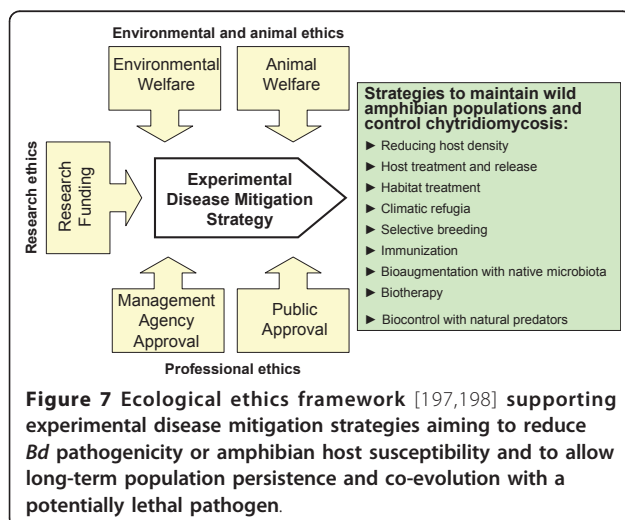 Environmental and animal ethics
Environmental
Welfare
Animal
Welfare
Research ethics
Research
Funding
Experimental
Disease Mitigation
Strategy
Management
Agency
Approval
Public
Approval
Professional ethics
Strategies to maintain wild
amphibian populations and
control chytridiomycosis:
► Reducing host density
► Host treatment and release
► Habitat treatment
► Climatic refugia
► Selective breeding
► Immunization
► Bioaugmentation with native microbiota
► Biotherapy
► Biocontrol with natural predators
Figure 7 Ecological ethics framework [197,198] supporting
experimental disease mitigation strategies aiming to reduce
Bd pathogenicity or amphibian host susceptibility and to allow
long-term population persistence and co-evolution with a
potentially lethal pathogen.